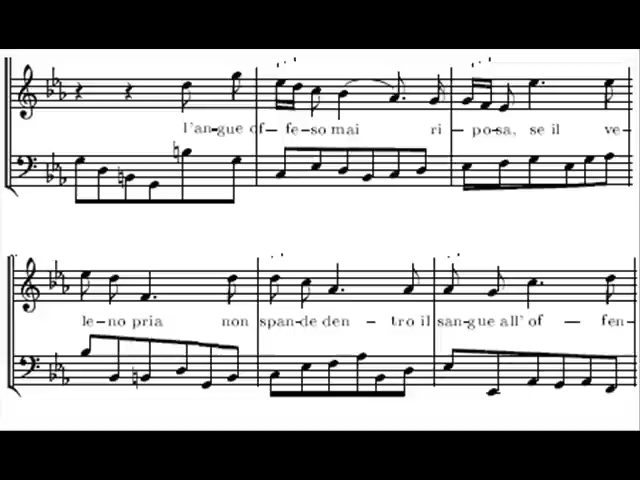 l'an-gue of- fe-so mai ri - po-sa, se il ve-
le-no pria non span-de den - tro il san-gue all' of - fen-